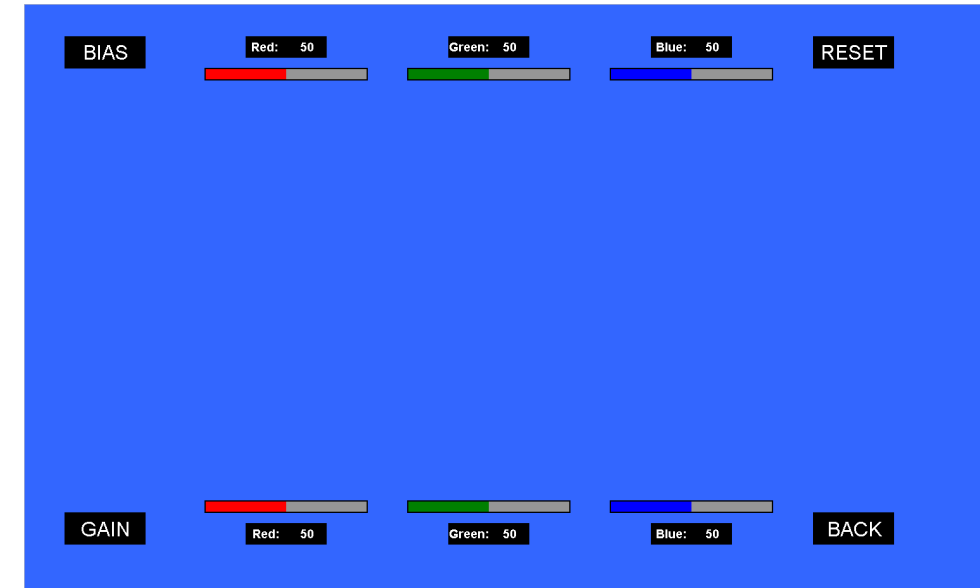 BIAS
Red: 50
Green: 50
Blue: 50
RESET
GAIN
Red: 50
Green: 50
Blue: 50
BACK